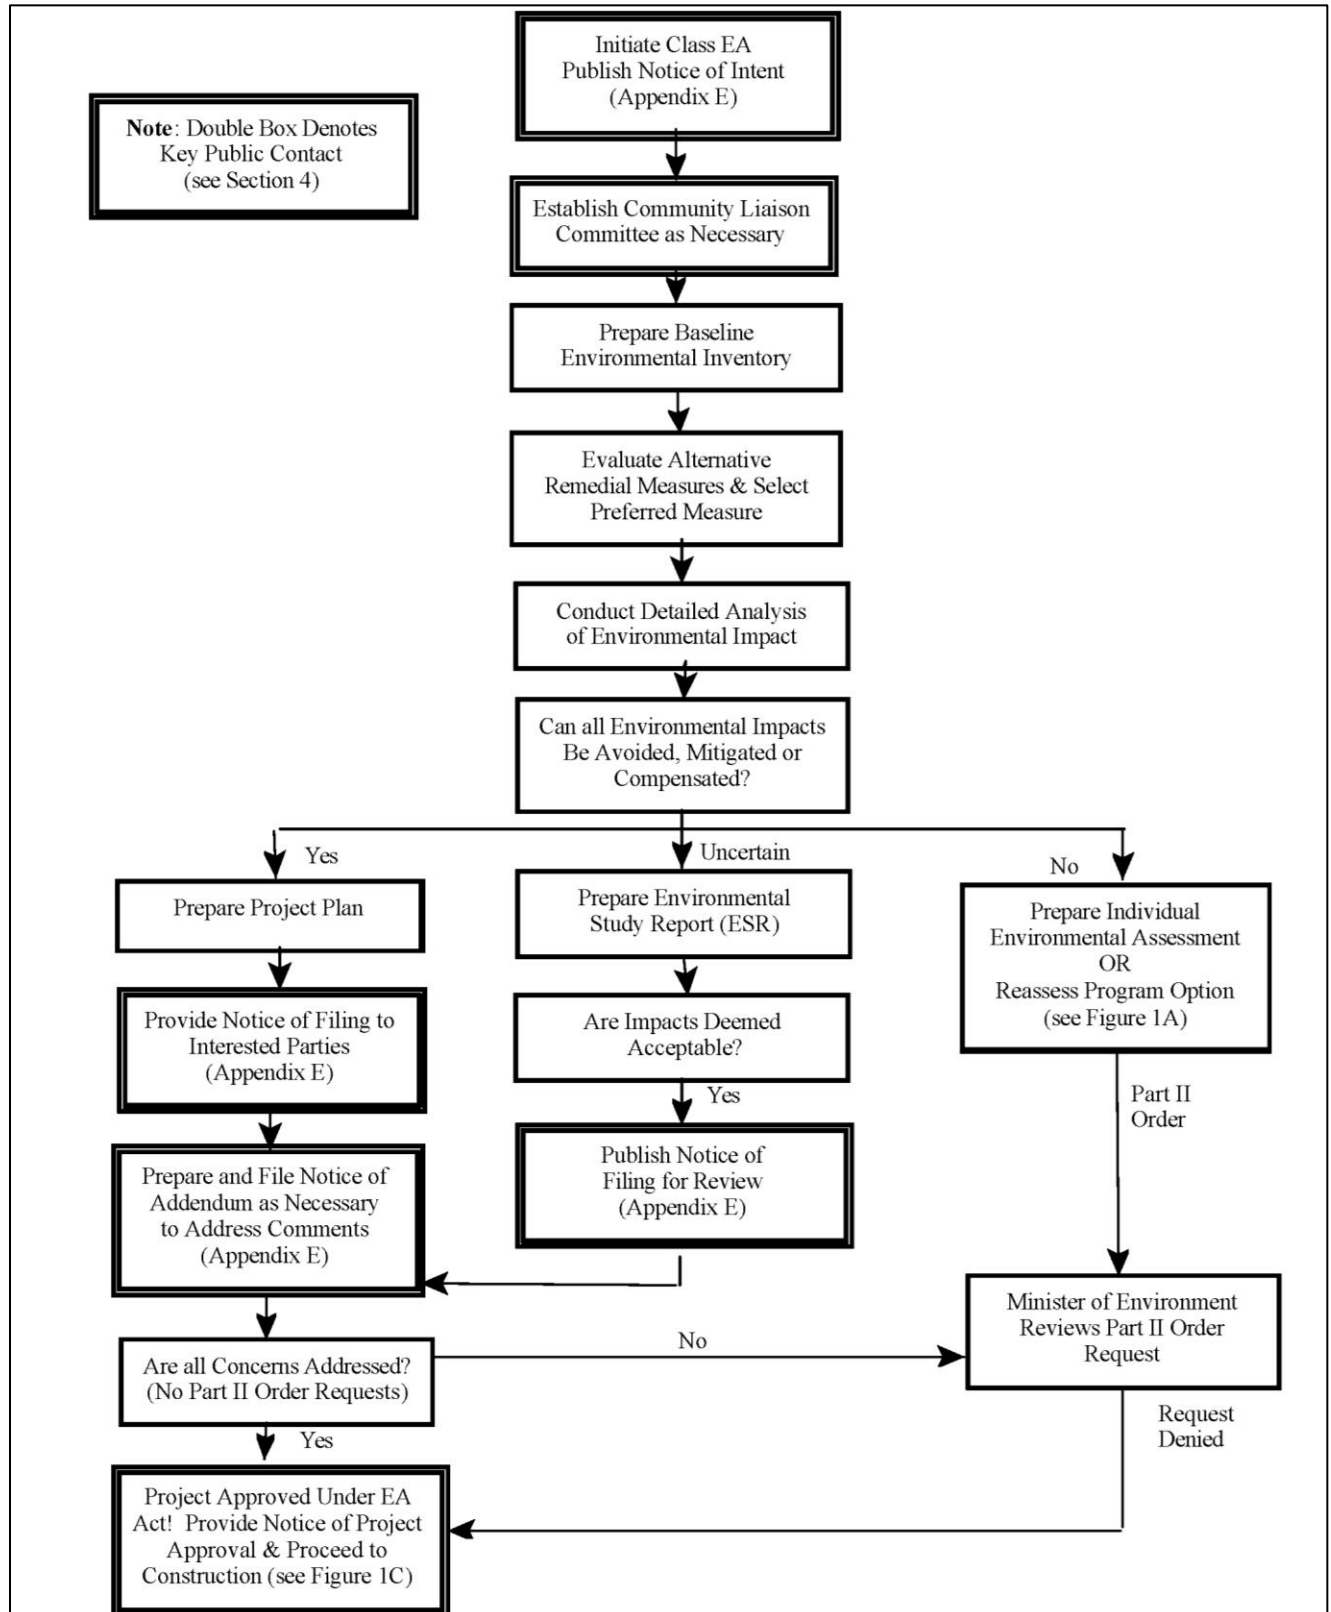 Initiate Class EA
Publish Notice of Intent
(Appendix E)
Note: Double Box Denotes
Key Public Contact
(see Section 4)
Establish Community Liaison
Committee as Necessary
Prepare Baseline
Environmental Inventory
Evaluate Alternative
Remedial Measures & Select
Preferred Measure
Conduct Detailed Analysis
of Environmental Impact
Can all Environmental Impacts
Be Avoided, Mitigated or
Compensated?
Yes
Uncertain
No
Prepare Project Plan
Prepare Environmental
Study Report (ESR)
Prepare Individual
Environmental Assessment
OR
Reassess Program Option
(see Figure 1A)
Provide Notice of Filing to
Interested Parties
(Appendix E)
Are Impacts Deemed
Acceptable?
Yes
Part II
Order
Prepare and File Notice of
Addendum as Necessary
to Address Comments
(Appendix E)
Publish Notice of
Filing for Review
(Appendix E)
Minister of Environment
Reviews Part II Order
Request
Are all Concerns Addressed?
(No Part II Order Requests)
No
Yes
Request
Denied
Project Approved Under EA
Act! Provide Notice of Project
Approval & Proceed to
Construction (see Figure 1C)